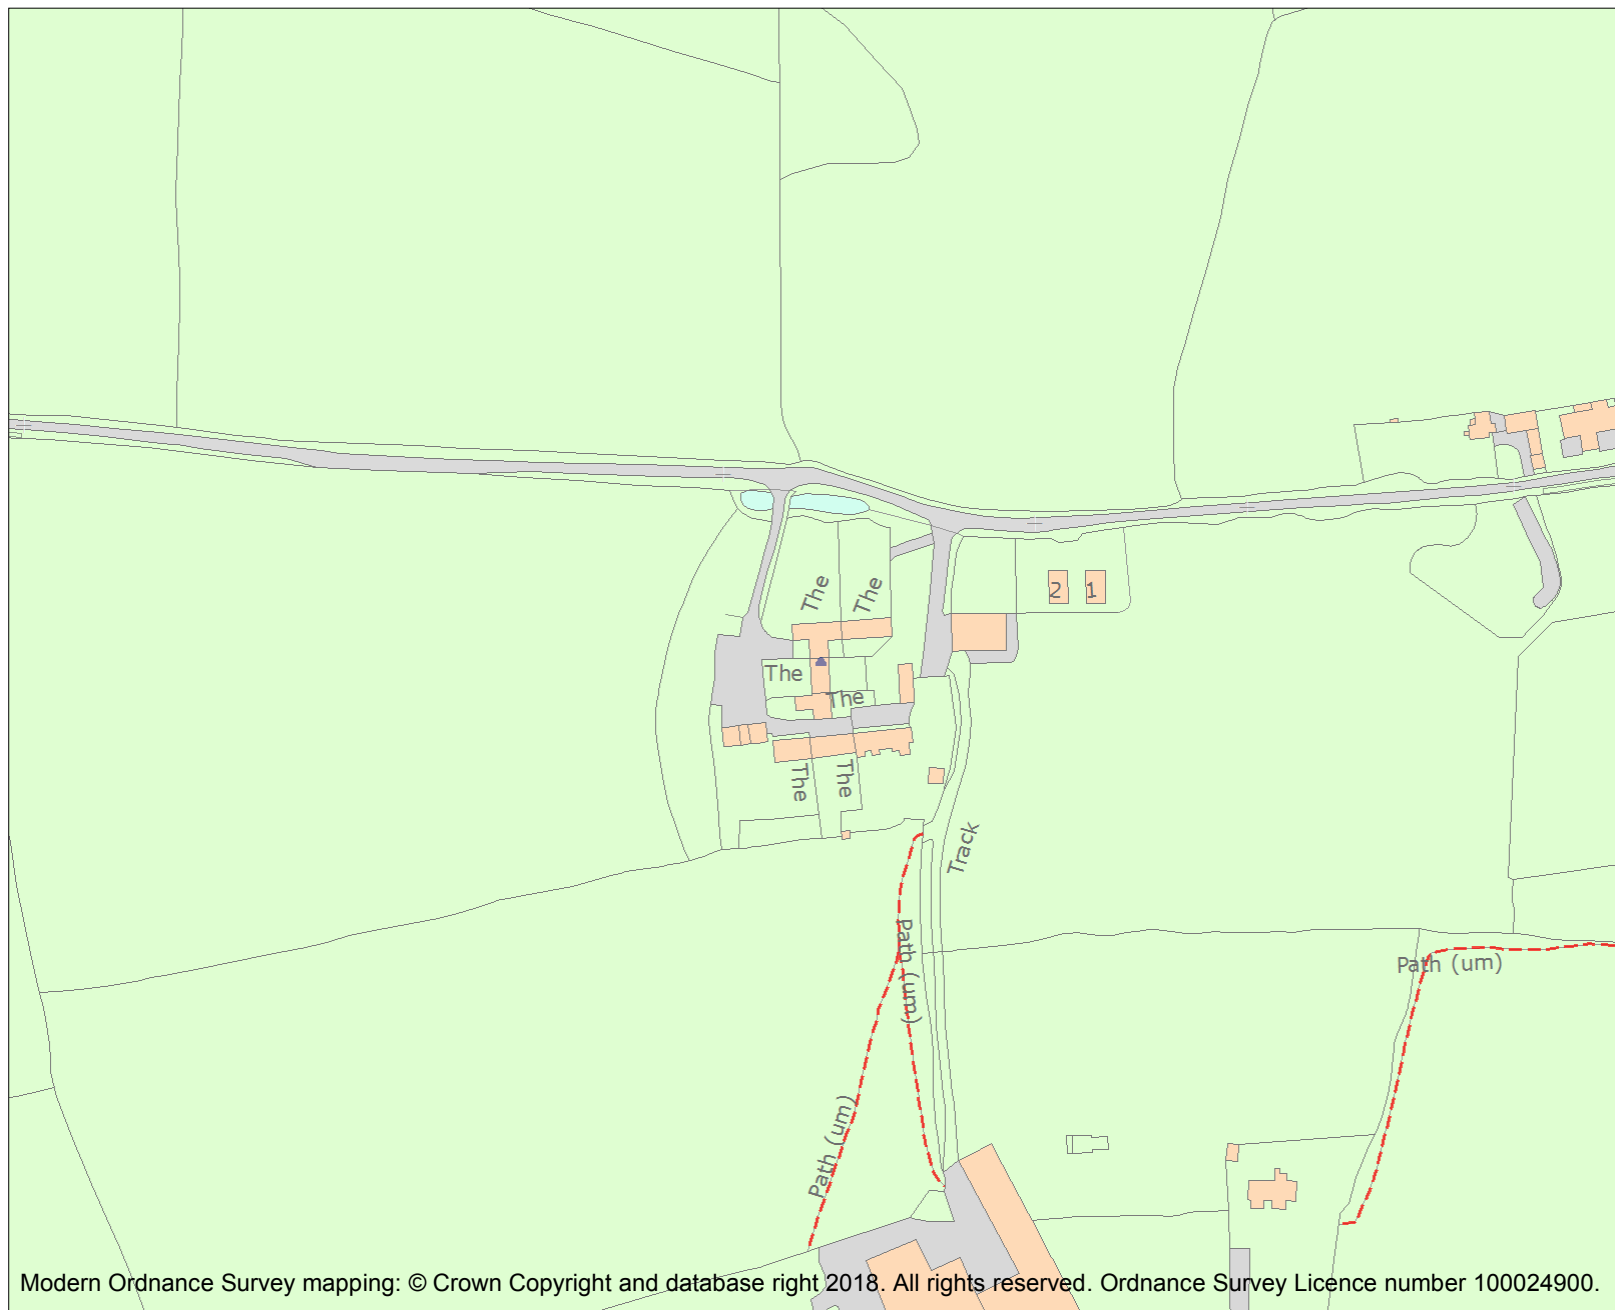 2
1
The
The
The
The
The
The
Track
Path (um)
Path (um)
Path (um)
Modern Ordnance Survey mapping: © Crown Copyright and database right 2018. All rights reserved. Ordnance Survey Licence number 100024900.